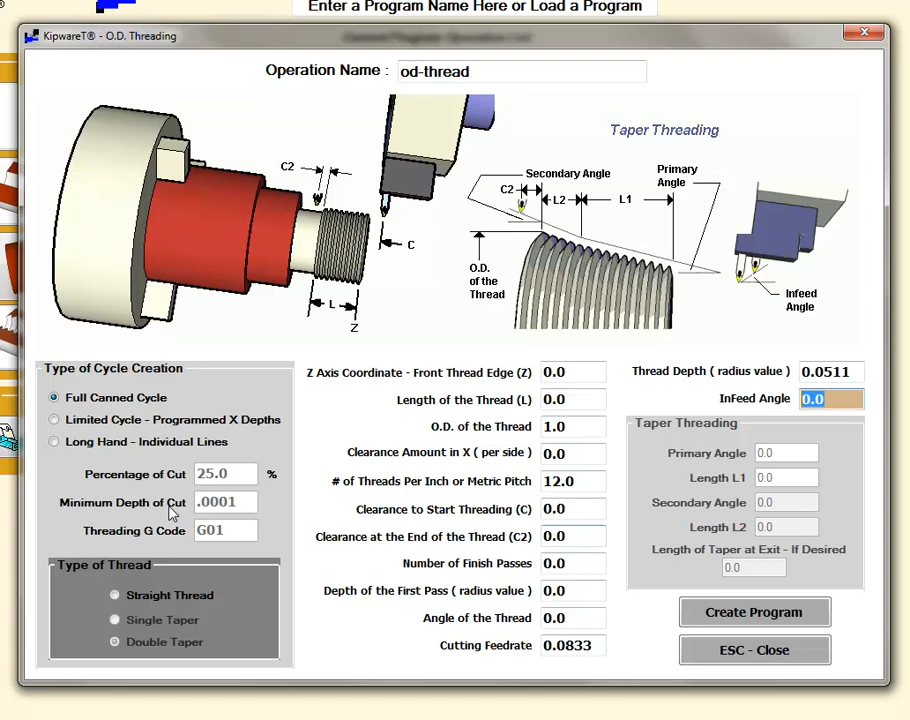 Enter a Program Name Here or Load a Program
KipwareT® - O.D. Threading
Operation Name : od-thread
Taper Threading
C2
C
L
Z
Secondary Angle
Primary Angle
C2
L2
L1
O.D. of the Thread
Infeed Angle
Type of Cycle Creation
Full Canned Cycle
Limited Cycle - Programmed X Depths
Long Hand - Individual Lines
Percentage of Cut 25.0 %
Minimum Depth of Cut .0001
Threading G Code G01
Type of Thread
Straight Thread
Single Taper
Double Taper
Z Axis Coordinate - Front Thread Edge (Z) 0.0
Length of the Thread (L) 0.0
O.D. of the Thread 1.0
Clearance Amount in X ( per side ) 0.0
# of Threads Per Inch or Metric Pitch 12.0
Clearance to Start Threading (C) 0.0
Clearance at the End of the Thread (C2) 0.0
Number of Finish Passes 0.0
Depth of the First Pass ( radius value ) 0.0
Angle of the Thread 0.0
Cutting Feedrate 0.0833
Thread Depth ( radius value ) 0.0511
InFeed Angle 0.0
Taper Threading
Primary Angle 0.0
Length L1 0.0
Secondary Angle 0.0
Length L2 0.0
Length of Taper at Exit - If Desired
0.0
Create Program
ESC - Close